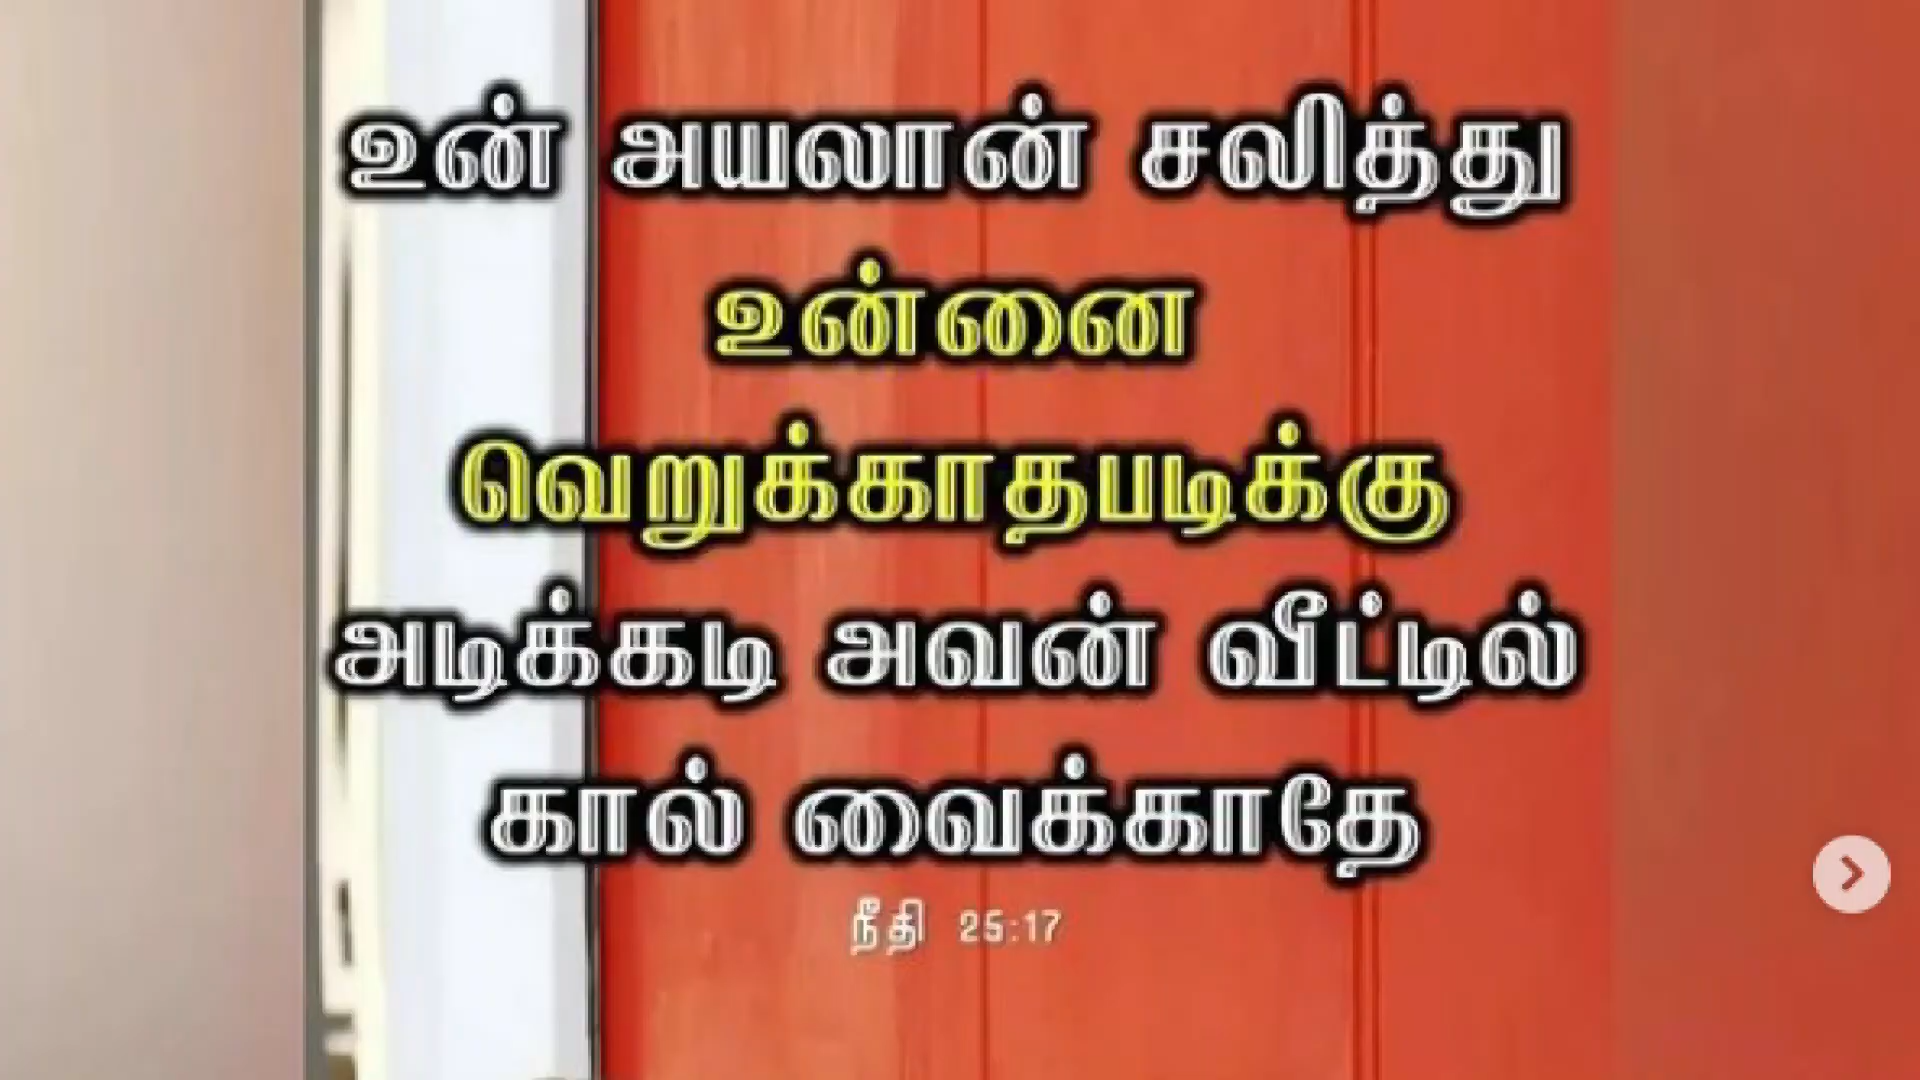 உன் அயலான் சலித்து
உன்னை
வெறுக்காதபடிக்கு
அடிக்கடி அவன் வீட்டில்
கால் வைக்காதே
நீதி 25:17